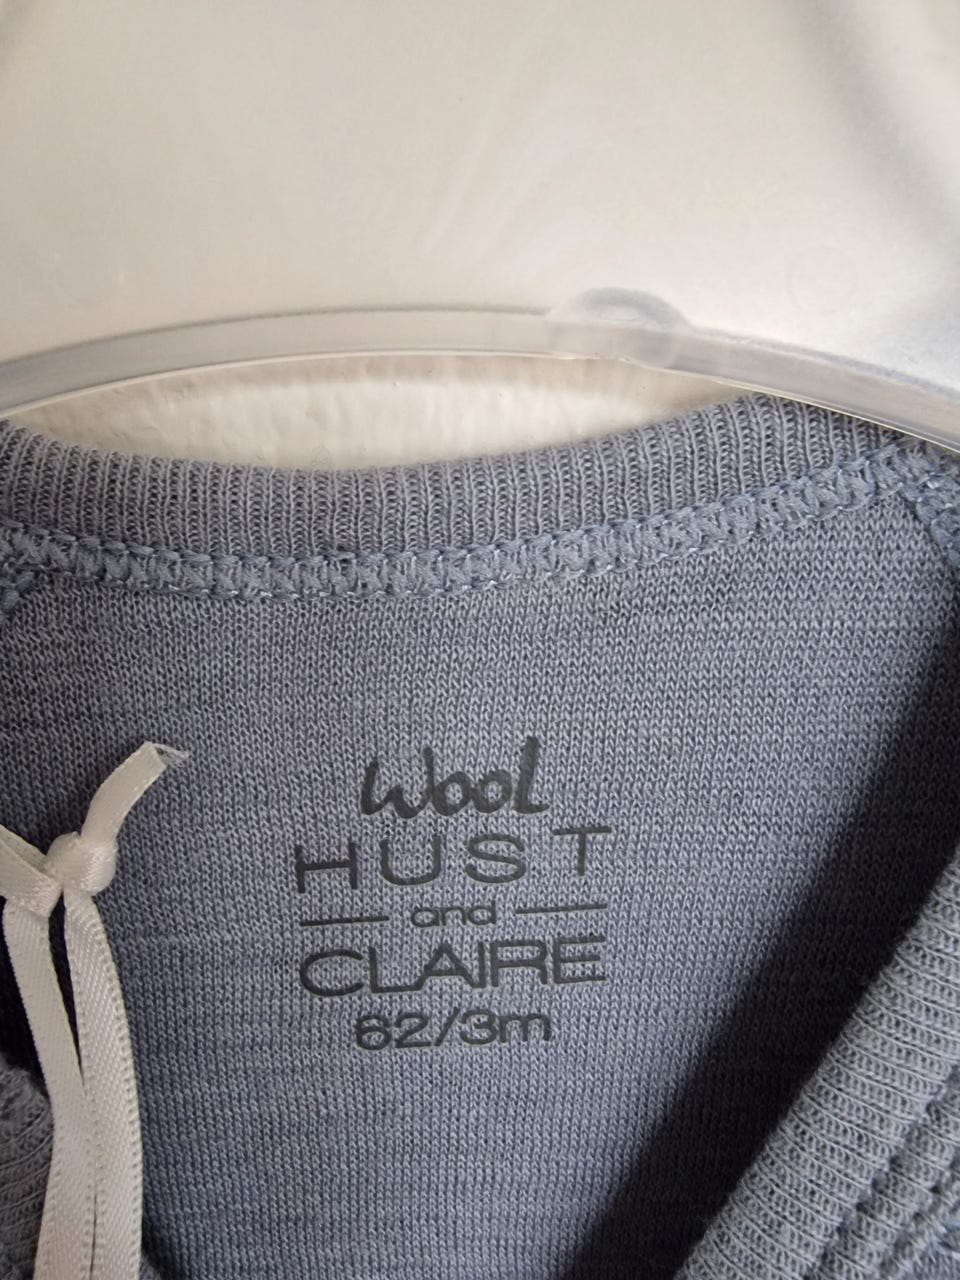 Wool
HUST
and
CLAIRE
62/3m